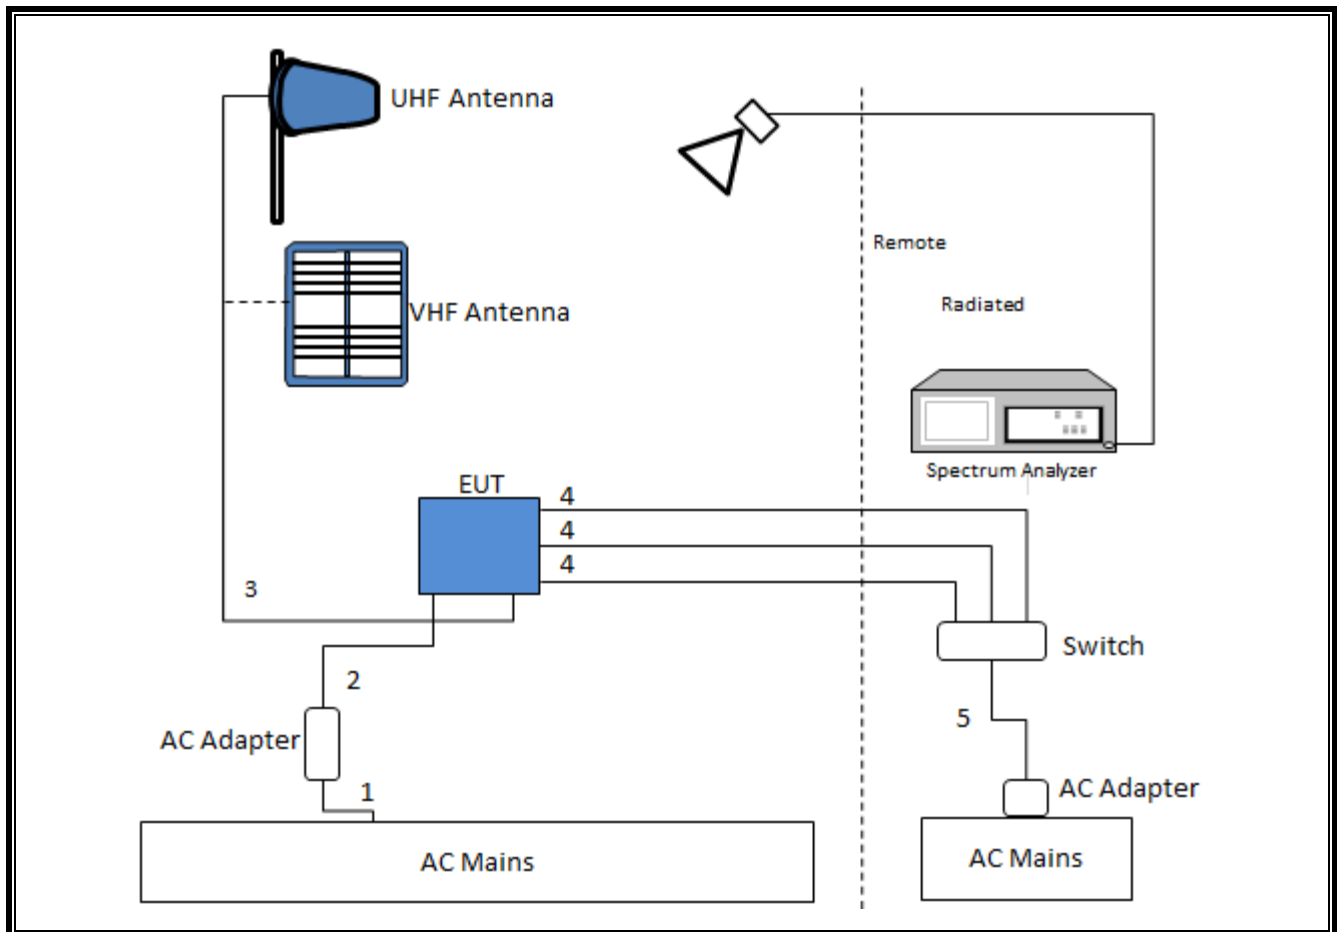 UHF Antenna
VHF Antenna
Remote
Radiated
Spectrum Analyzer
EUT
4
4
4
3
Switch
2
5
AC Adapter
1
AC Adapter
AC Mains
AC Mains